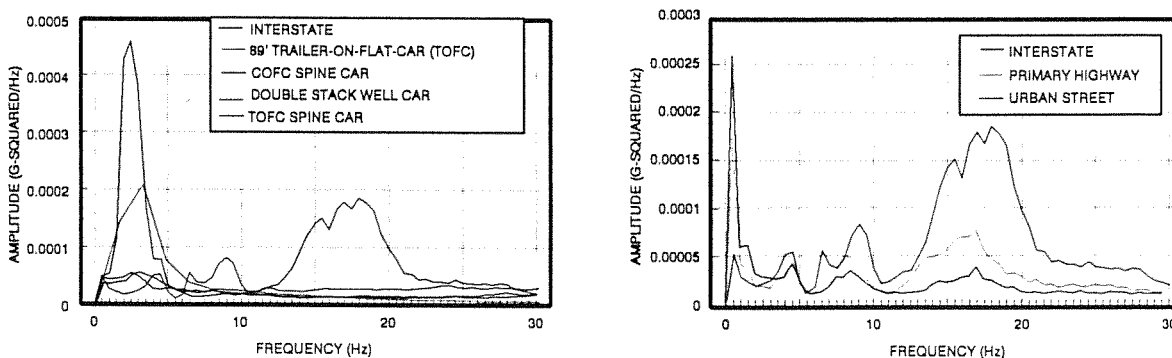 AMPLITUDE (G-SQUARED/Hz)
0.0005
0.0004
0.0003
0.0002
0.0001
0
INTERSTATE
89' TRAILER-ON-FLAT-CAR (TOFC)
COFC SPINE CAR
DOUBLE STACK WELL CAR
TOFC SPINE CAR
0 10 20 30
FREQUENCY (Hz)
AMPLITUDE (G-SQUARED/Hz)
0.0003
0.00025
0.0002
0.00015
0.0001
0.00005
0
INTERSTATE
PRIMARY HIGHWAY
URBAN STREET
0 10 20 30
FREQUENCY (Hz)